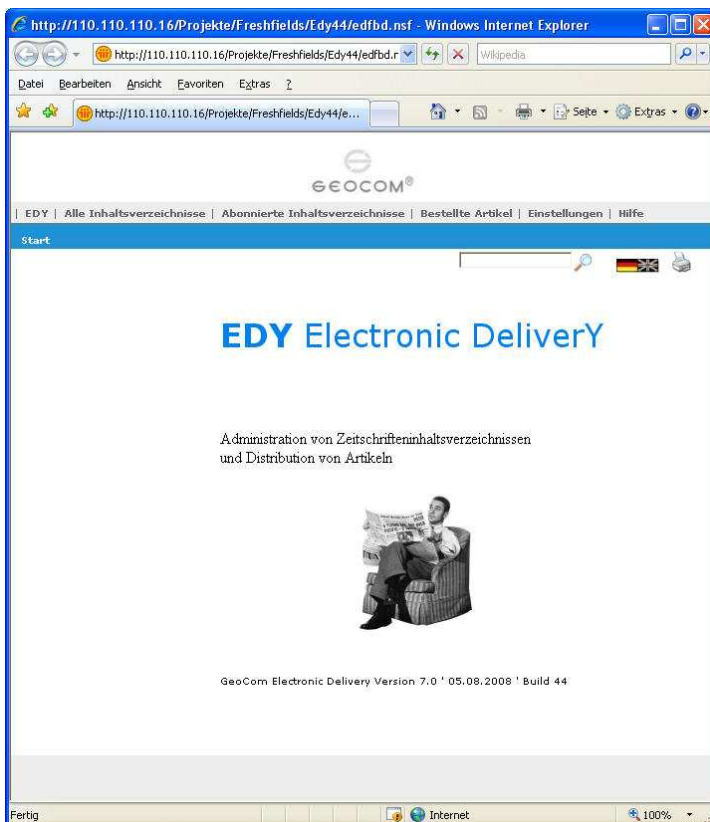 http://110.110.110.16/Projekte/Freshfields/Edy44/edfbd.nsf - Windows Internet Explorer
http://110.110.110.16/Projekte/Freshfields/Edy44/edfbd.r
Wikipedia
Datei Bearbeiten Ansicht Favoriten Extras ?
http://110.110.110.16/Projekte/Freshfields/Edy44/e... Seite Extras
GEOCOM®
| EDY | Alle Inhaltsverzeichnisse | Abonnierte Inhaltsverzeichnisse | Bestellte Artikel | Einstellungen | Hilfe
Start
EDY Electronic DeliverY
Administration von Zeitschrifteninhaltsverzeichnissen
und Distribution von Artikeln
GeoCom Electronic Delivery Version 7.0 ' 05.08.2008 ' Build 44
Fertig Internet 100%